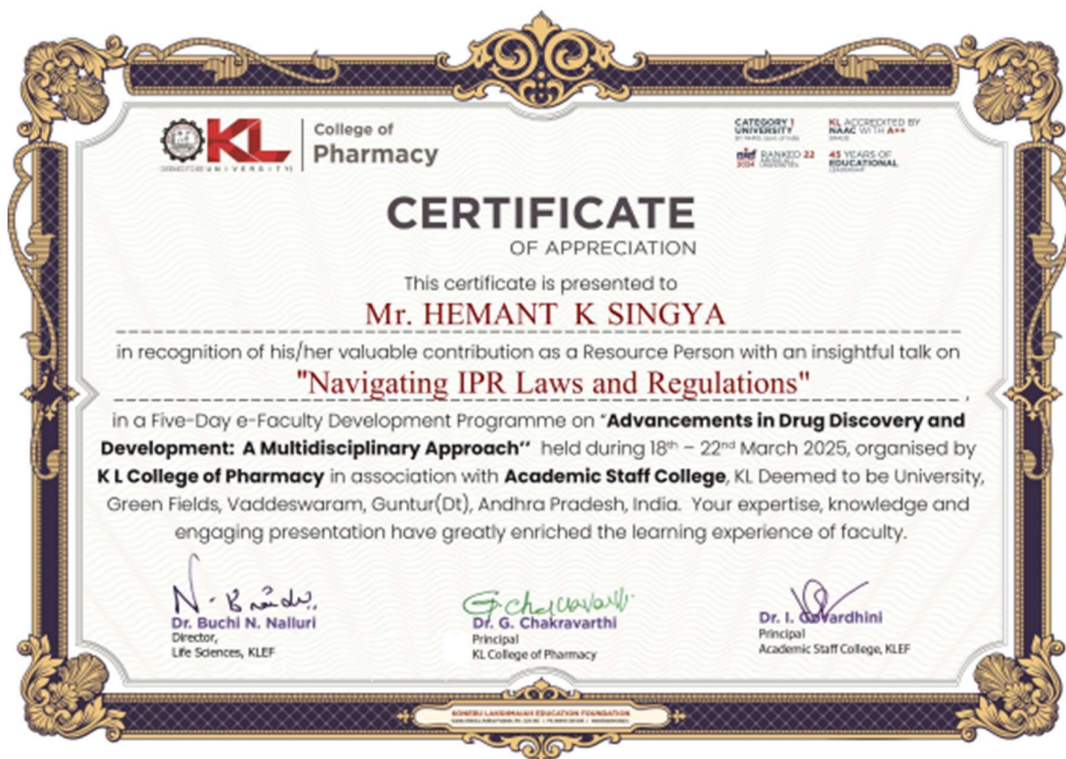 KL
College of
Pharmacy
CATEGORY 1
UNIVERSITY
KL ACCREDITED BY
NAAC WITH A++
RANKED 22
2024
45 YEARS OF
EDUCATIONAL
LEADERSHIP
CERTIFICATE
OF APPRECIATION
This certificate is presented to
Mr. HEMANT K SINGYA
in recognition of his/her valuable contribution as a Resource Person with an insightful talk on
"Navigating IPR Laws and Regulations"
,
in a Five-Day e-Faculty Development Programme on "Advancements in Drug Discovery and
Development: A Multidisciplinary Approach" held during 18th – 22nd March 2025, organised by
K L College of Pharmacy in association with Academic Staff College, KL Deemed to be University,
Green Fields, Vaddeswaram, Guntur(Dt), Andhra Pradesh, India. Your expertise, knowledge and
engaging presentation have greatly enriched the learning experience of faculty.
G. Chakravarthi
Dr. Buchi N. Nalluri
Director,
Life Sciences, KLEF
Dr. G. Chakravarthi
Principal
KL College of Pharmacy
Dr. I. Govardhini
Principal
Academic Staff College, KLEF
KONERU LAKSHMAIAH EDUCATION FOUNDATION